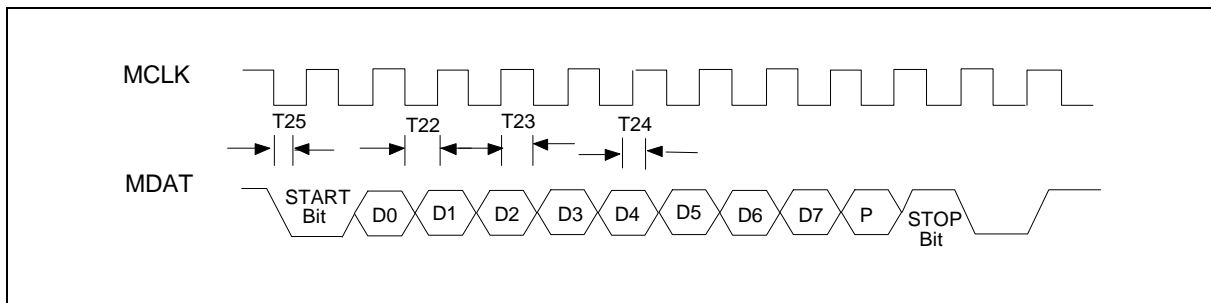 MCLK
T25
T22
T23
T24
MDAT
START
Bit
D0
D1
D2
D3
D4
D5
D6
D7
P
STOP
Bit